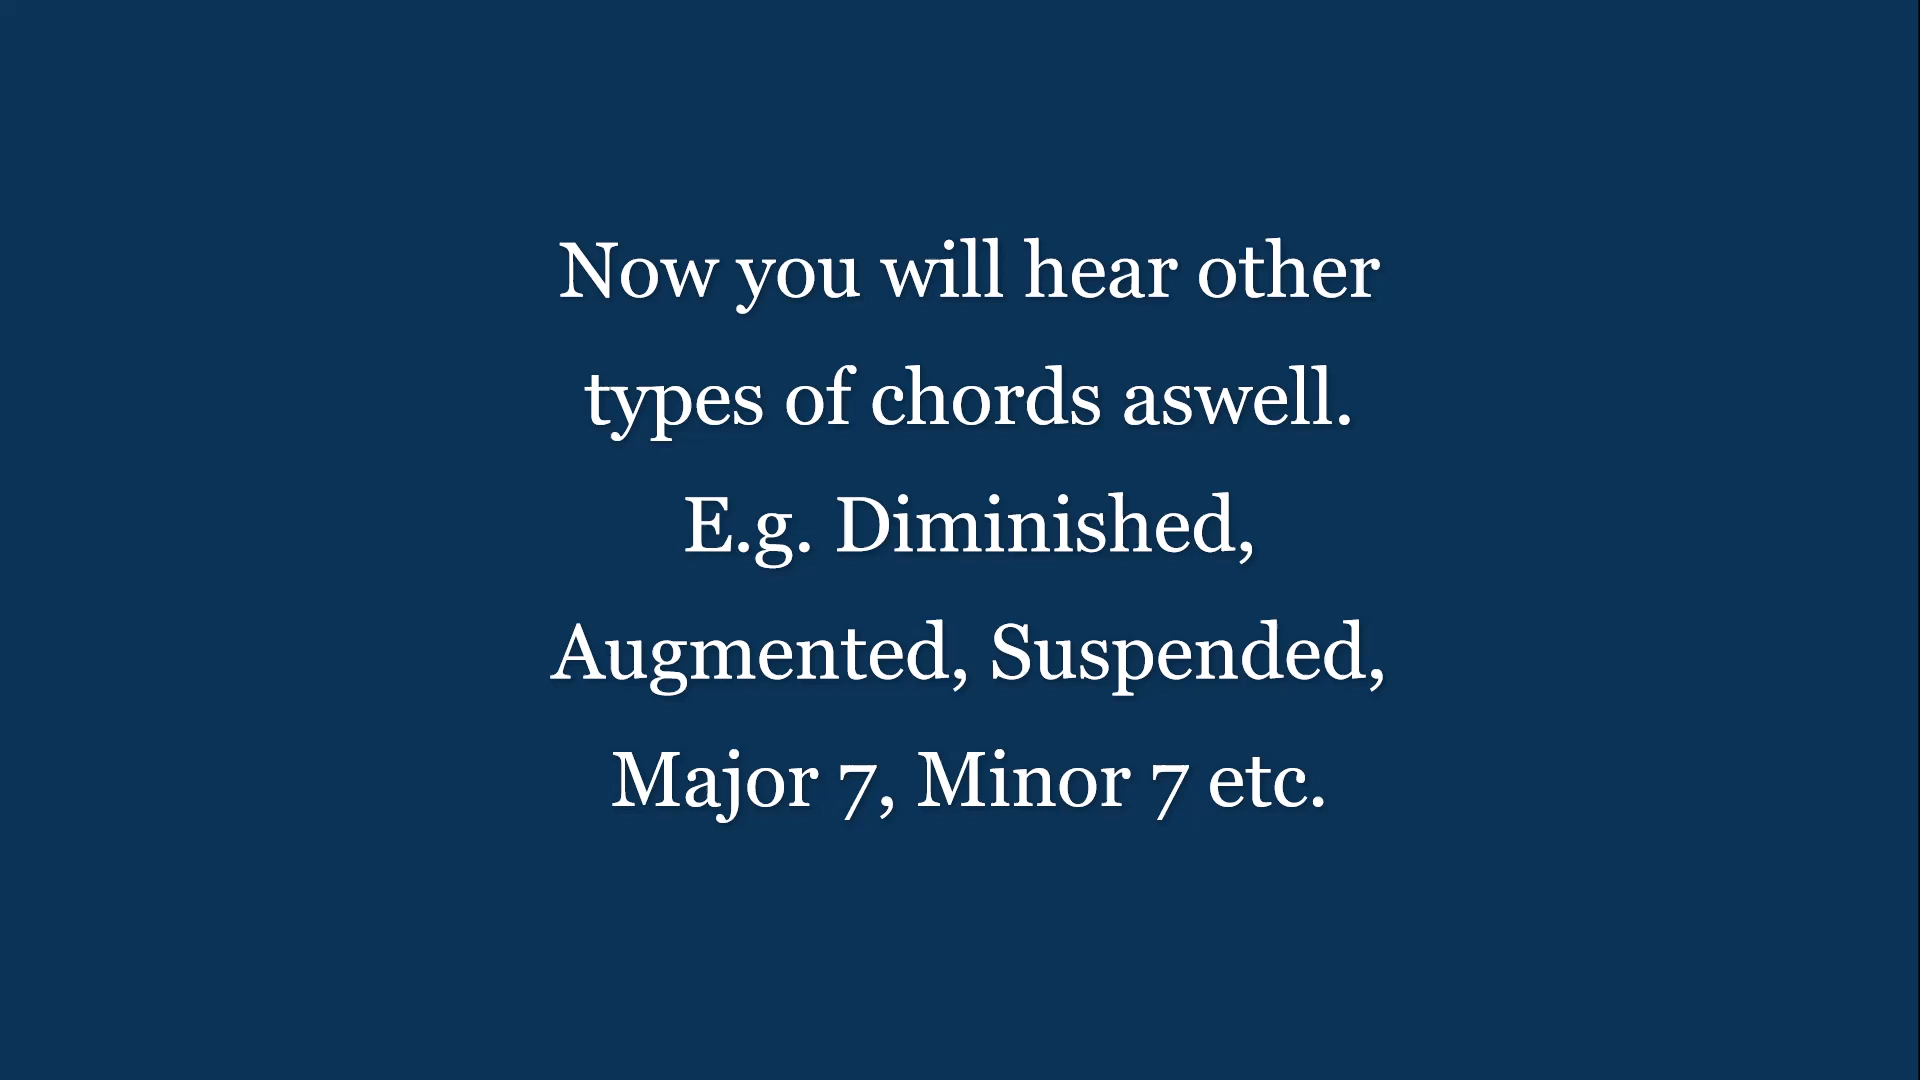 Now you will hear other
types of chords aswell.
E.g. Diminished,
Augmented, Suspended,
Major 7, Minor 7 etc.